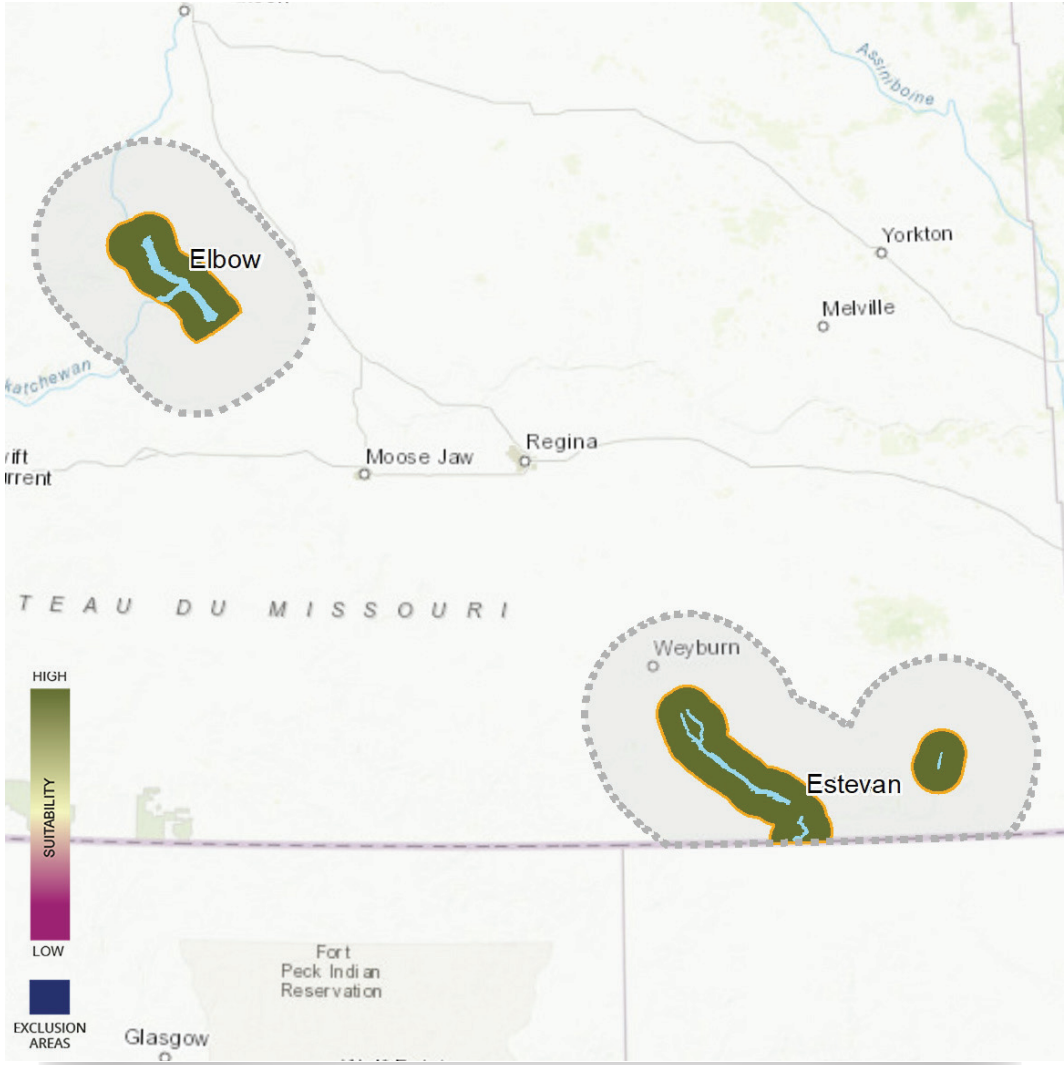 Assiniboine
Yorkton
Elbow
Melville
katchewan
Regina
Moose Jaw
ift
urrent
TEAU DU MISSOURI
Weyburn
HIGH
SUITABILITY
LOW
Estevan
Fort
Peck Indian
Reservation
EXCLUSION
AREAS
Glasgow